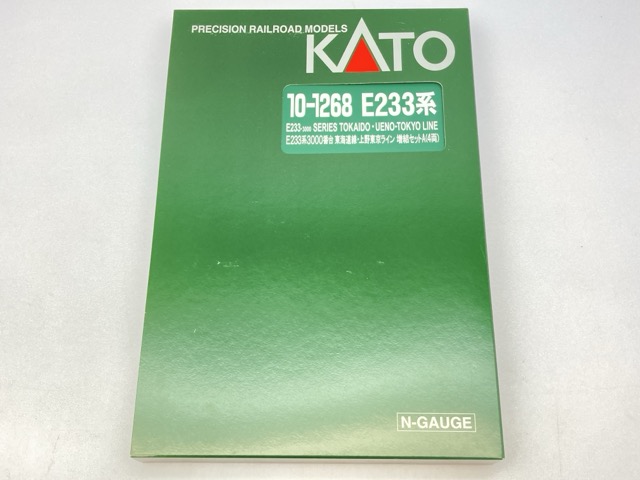 PRECISION RAILROAD MODELS
KATO
10-1268 E233系
E233-3000 SERIES TOKAIDO・UENO-TOKYO LINE
E233系3000番台 東海道線・上野東京ライン 増結セットA(4両)
N-GAUGE